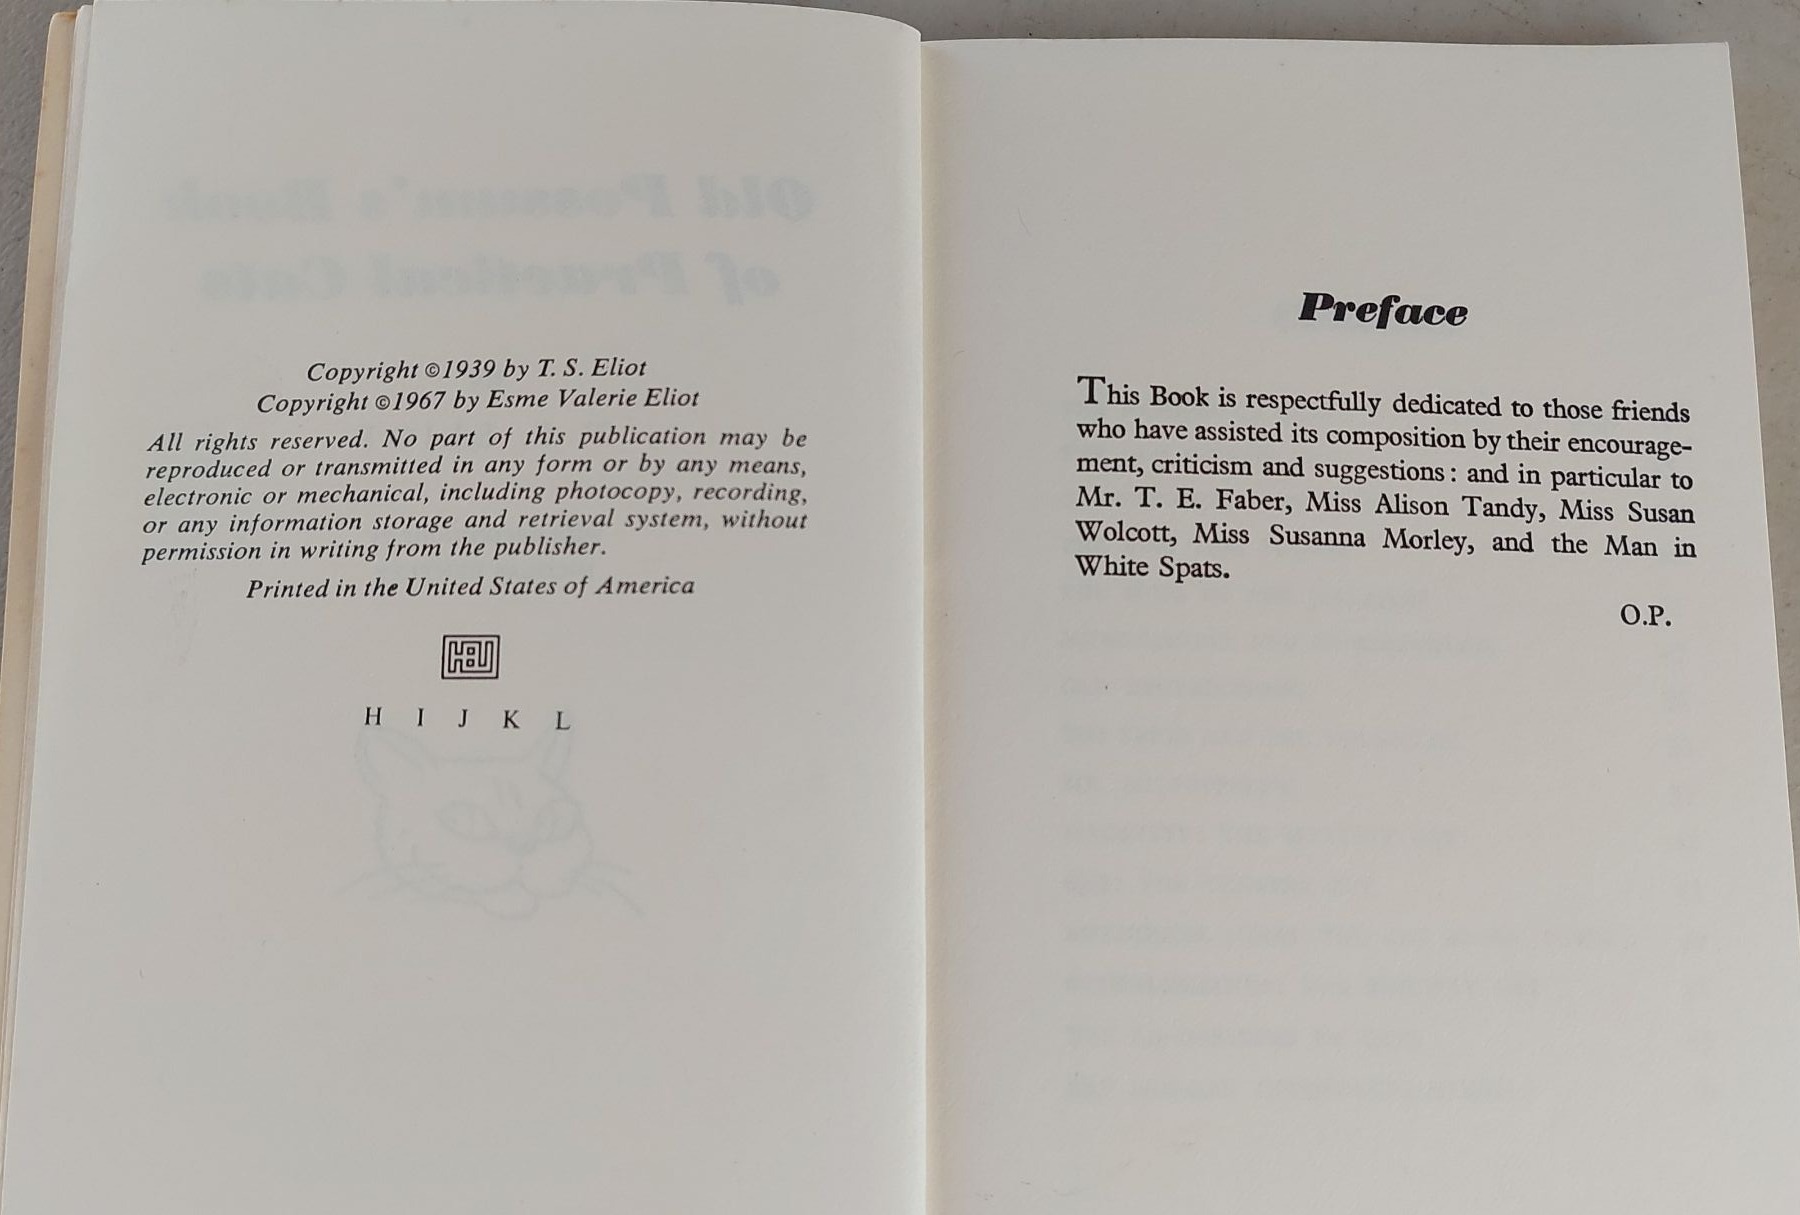 Copyright ©1939 by T. S. Eliot
Copyright ©1967 by Esme Valerie Eliot
All rights reserved. No part of this publication may be
reproduced or transmitted in any form or by any means,
electronic or mechanical, including photocopy, recording,
or any information storage and retrieval system, without
permission in writing from the publisher.
Printed in the United States of America
HBJ
H I J K L
Preface
This Book is respectfully dedicated to those friends
who have assisted its composition by their encourage-
ment, criticism and suggestions: and in particular to
Mr. T. E. Faber, Miss Alison Tandy, Miss Susan
Wolcott, Miss Susanna Morley, and the Man in
White Spats.
O.P.